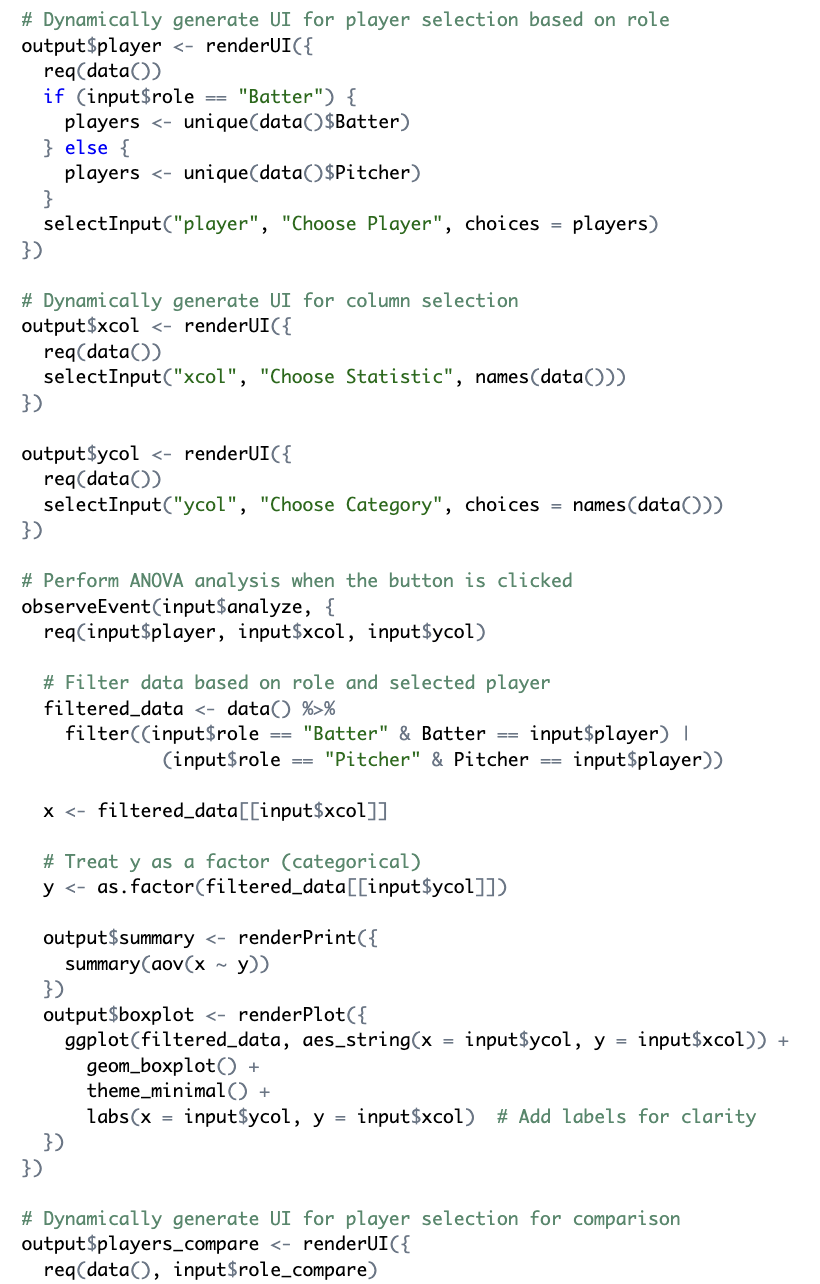 # Dynamically generate UI for player selection based on role
output$player <- renderUI({
  req(data())
  if (input$role == "Batter") {
    players <- unique(data()$Batter)
  } else {
    players <- unique(data()$Pitcher)
  }
  selectInput("player", "Choose Player", choices = players)
})

# Dynamically generate UI for column selection
output$xcol <- renderUI({
  req(data())
  selectInput("xcol", "Choose Statistic", names(data()))
})

output$ycol <- renderUI({
  req(data())
  selectInput("ycol", "Choose Category", choices = names(data()))
})

# Perform ANOVA analysis when the button is clicked
observeEvent(input$analyze, {
  req(input$player, input$xcol, input$ycol)

  # Filter data based on role and selected player
  filtered_data <- data() %>%
    filter((input$role == "Batter" & Batter == input$player) |
             (input$role == "Pitcher" & Pitcher == input$player))

  x <- filtered_data[[input$xcol]]

  # Treat y as a factor (categorical)
  y <- as.factor(filtered_data[[input$ycol]])

  output$summary <- renderPrint({
    summary(aov(x ~ y))
  })
  output$boxplot <- renderPlot({
    ggplot(filtered_data, aes_string(x = input$ycol, y = input$xcol)) +
      geom_boxplot() +
      theme_minimal() +
      labs(x = input$ycol, y = input$xcol)  # Add labels for clarity
  })
})

# Dynamically generate UI for player selection for comparison
output$players_compare <- renderUI({
  req(data(), input$role_compare)